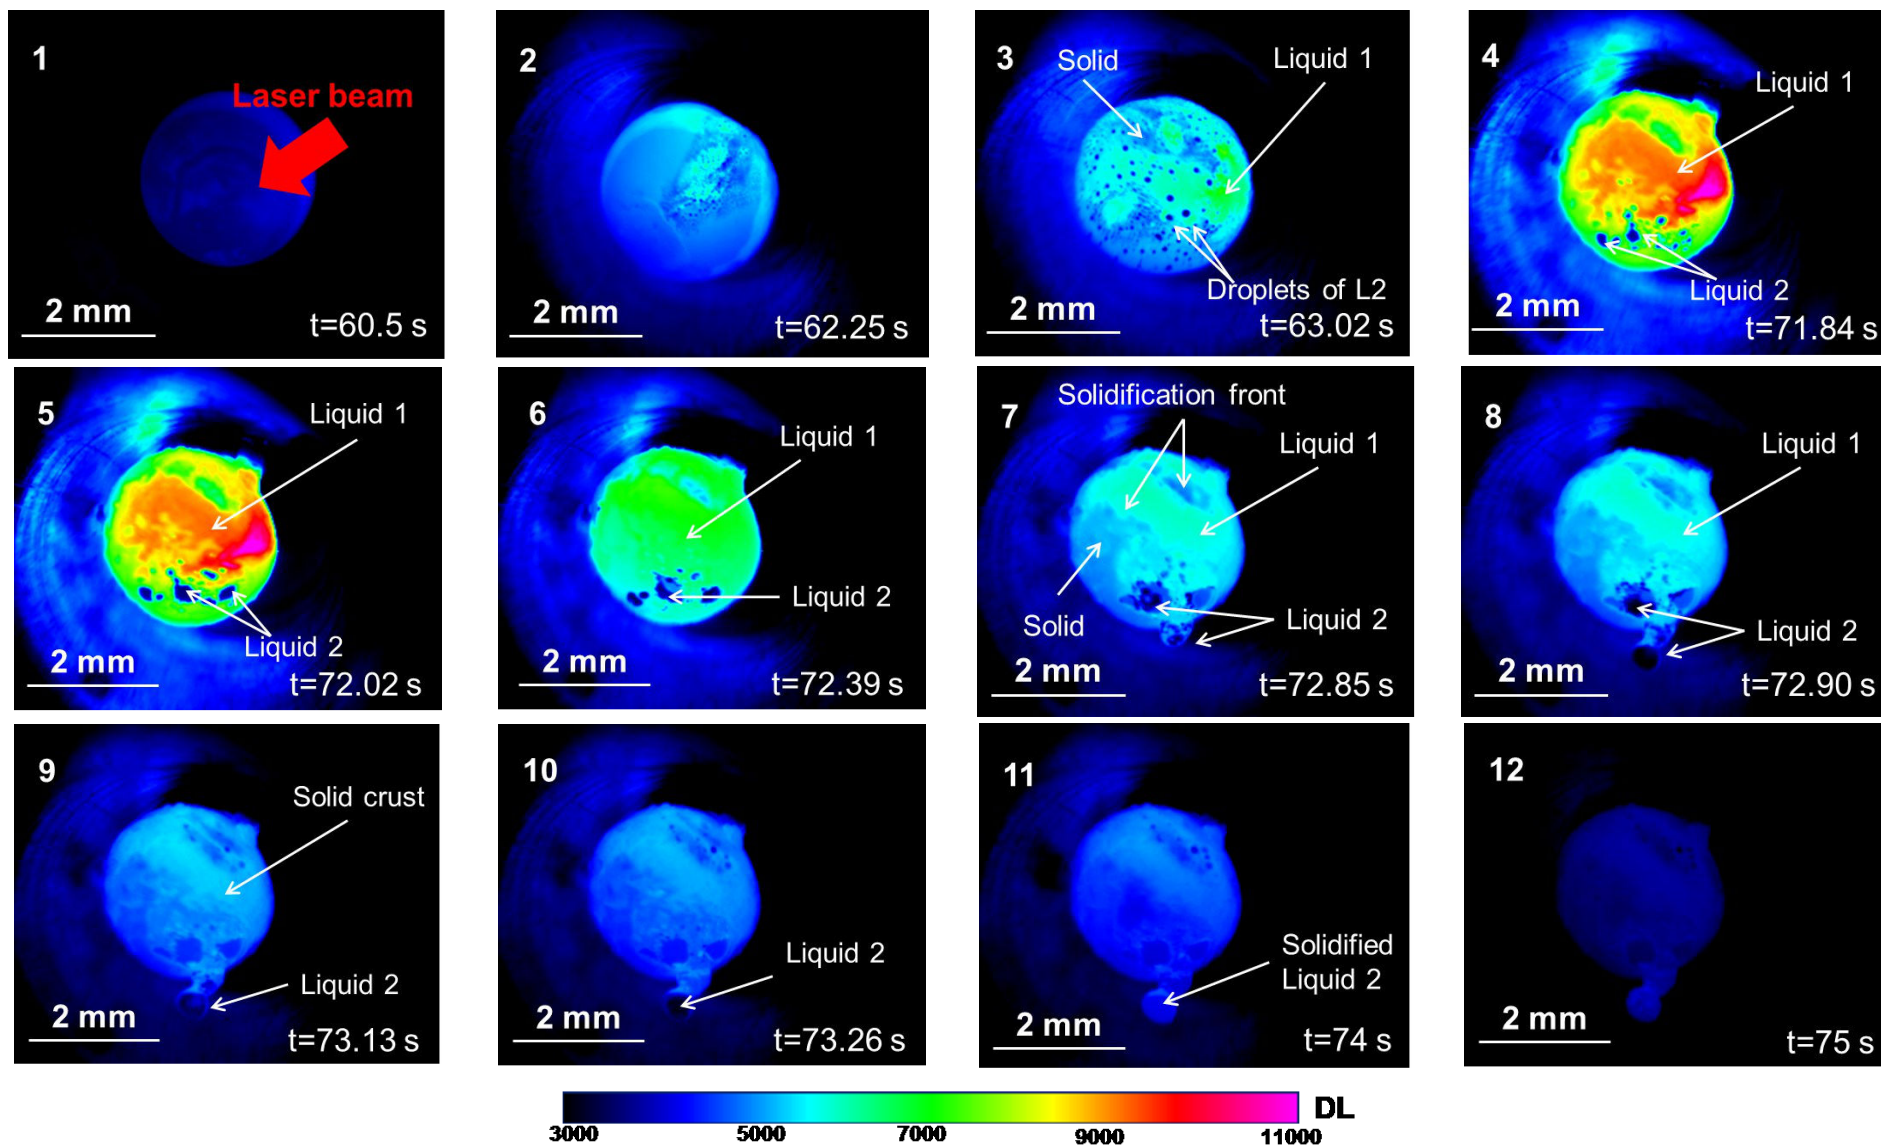 1
Laser beam
2 mm
t=60.5 s
2
2 mm
t=62.25 s
3
Solid
Liquid 1
Droplets of L2
2 mm
t=63.02 s
4
Liquid 1
Liquid 2
2 mm
t=71.84 s
5
Liquid 1
Liquid 2
2 mm
t=72.02 s
6
Liquid 1
Liquid 2
2 mm
t=72.39 s
7
Solidification front
Liquid 1
Solid
Liquid 2
2 mm
t=72.85 s
8
Liquid 1
Liquid 2
2 mm
t=72.90 s
9
Solid crust
Liquid 2
2 mm
t=73.13 s
10
Liquid 2
2 mm
t=73.26 s
11
Solidified
Liquid 2
2 mm
t=74 s
12
2 mm
t=75 s
DL
3000 5000 7000 9000 11000